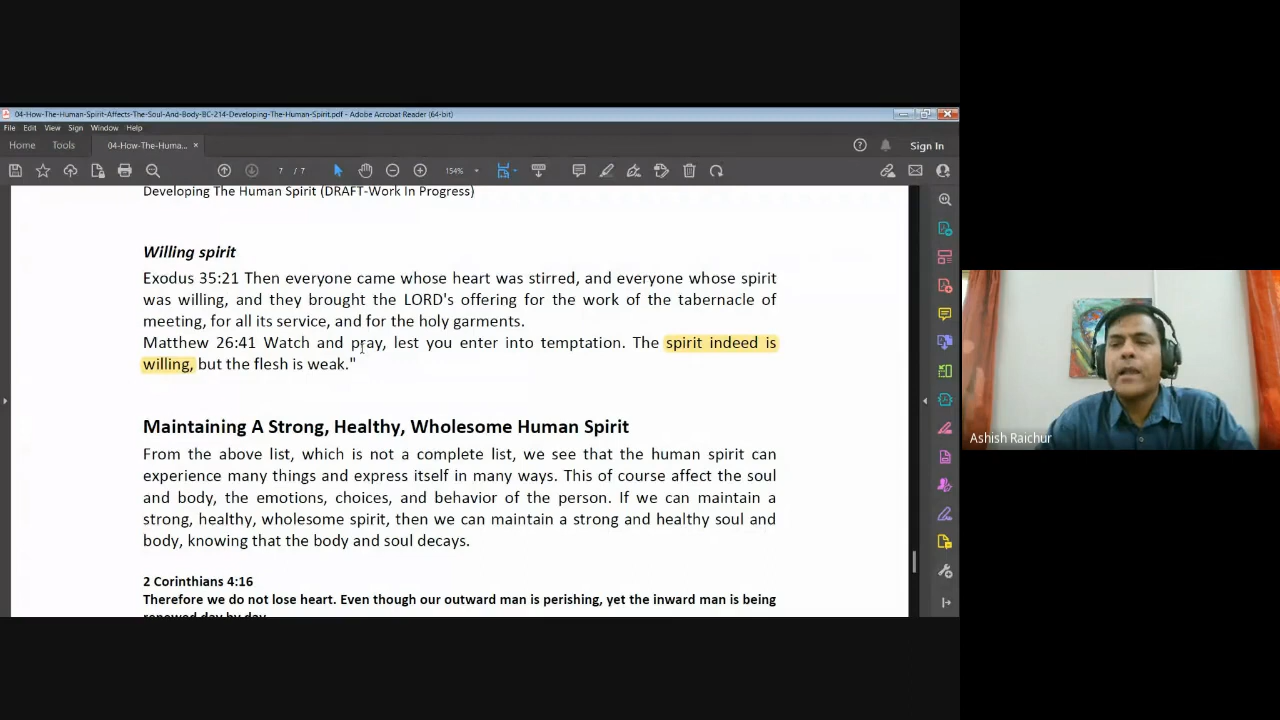 04-How-The-Human-Spirit-Affects-The-Soul-And-Body-BC-214-Developing-The-Human-Spirit.pdf - Adobe Acrobat Reader (64-bit)
File Edit View Sign Window Help
Home Tools 04-How-The-Huma... × Sign In
7 / 7 154%
Developing The Human Spirit (DRAFT-Work In Progress)
Willing spirit
Exodus 35:21 Then everyone came whose heart was stirred, and everyone whose spirit
was willing, and they brought the LORD's offering for the work of the tabernacle of
meeting, for all its service, and for the holy garments.
Matthew 26:41 Watch and pray, lest you enter into temptation. The spirit indeed is
willing, but the flesh is weak."
Maintaining A Strong, Healthy, Wholesome Human Spirit
From the above list, which is not a complete list, we see that the human spirit can
experience many things and express itself in many ways. This of course affect the soul
and body, the emotions, choices, and behavior of the person. If we can maintain a
strong, healthy, wholesome spirit, then we can maintain a strong and healthy soul and
body, knowing that the body and soul decays.
2 Corinthians 4:16
Therefore we do not lose heart. Even though our outward man is perishing, yet the inward man is being
renewed day by day.
Ashish Raichur